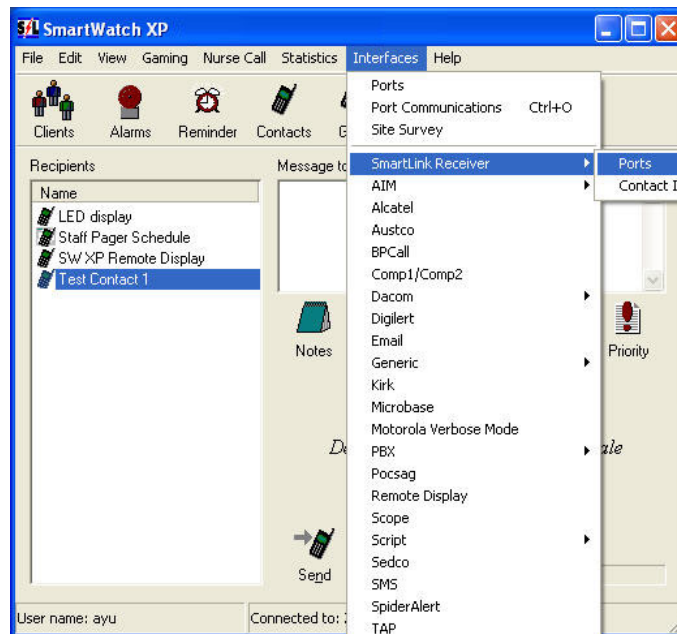 SmartWatch XP
File Edit View Gaming Nurse Call Statistics Interfaces Help
Clients Alarms Reminder Contacts
Recipients
Name
LED display
Staff Pager Schedule
SW XP Remote Display
Test Contact 1
Message to
Notes
Priority
Send
Ports
Port Communications Ctrl+O
Site Survey
SmartLink Receiver
AIM
Alcatel
Austco
BPCall
Comp1/Comp2
Dacom
Digilert
Email
Generic
Kirk
Microbase
Motorola Verbose Mode
PBX
Pocsag
Remote Display
Scope
Script
Sedco
SMS
SpiderAlert
TAP
Ports
Contact
User name: ayu
Connected to: